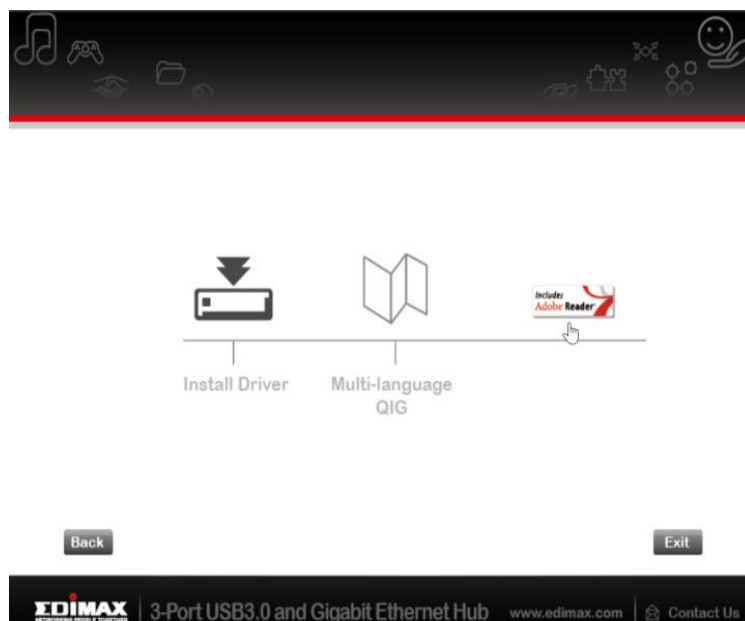 Includes
Adobe Reader
Install Driver
Multi-language
QIG
Back
Exit
EDIMAX
NETWORKING PEOPLE TOGETHER
3-Port USB3.0 and Gigabit Ethernet Hub
www.edimax.com
Contact Us